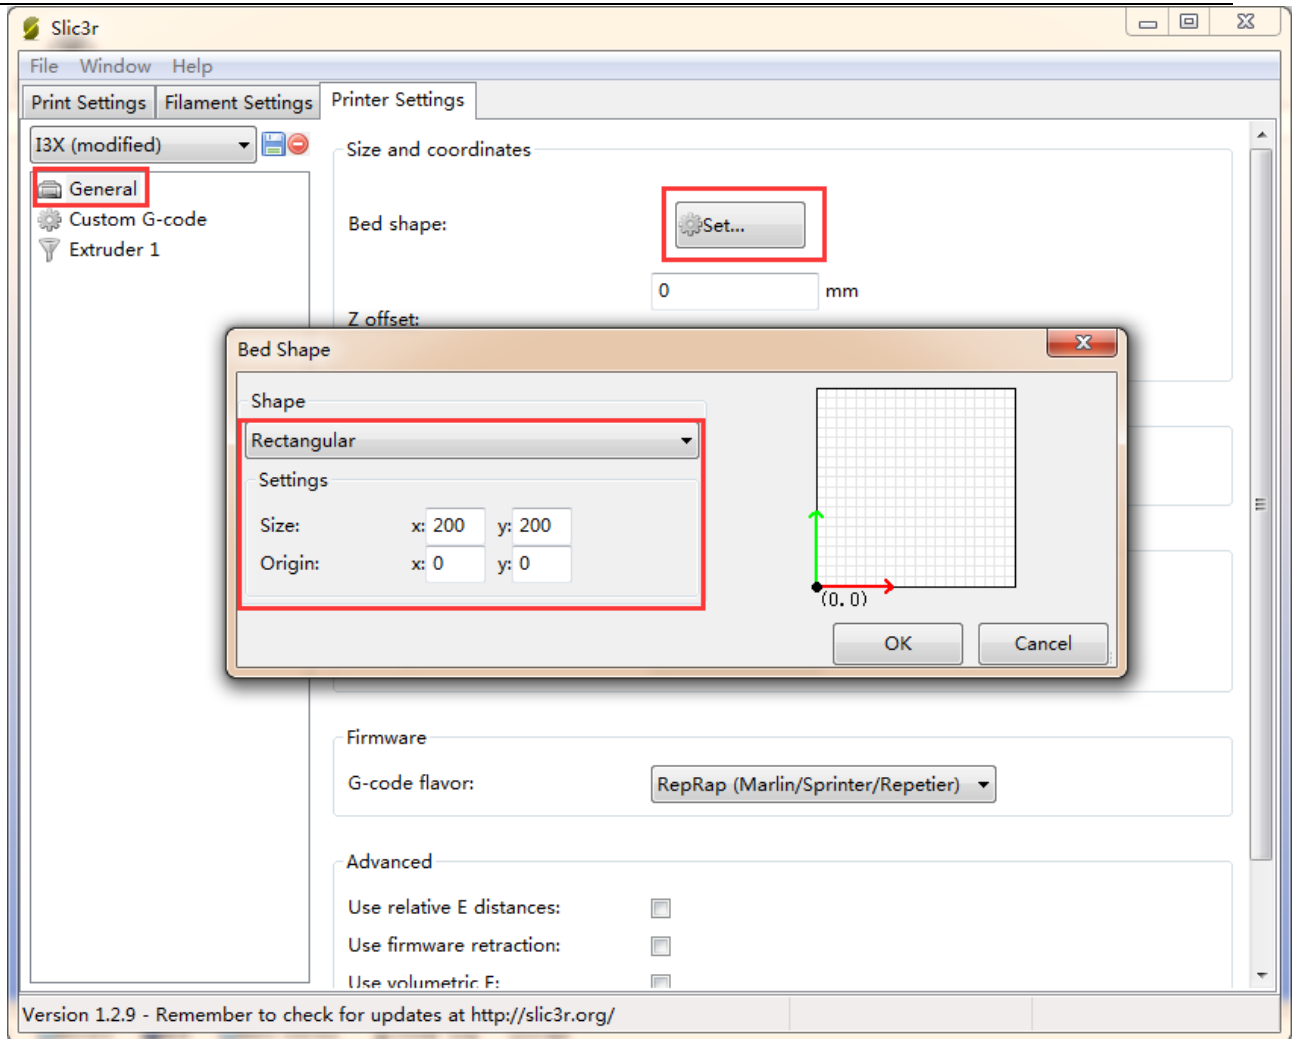 Slic3r
File Window Help
Print Settings Filament Settings Printer Settings
I3X (modified)
General
Custom G-code
Extruder 1
Size and coordinates
Bed shape:
Set...
0 mm
Z offset:
Bed Shape
Shape
Rectangular
Settings
Size: x: 200 y: 200
Origin: x: 0 y: 0
(0,0)
OK Cancel
Firmware
G-code flavor: RepRap (Marlin/Sprinter/Repetier)
Advanced
Use relative E distances:
Use firmware retraction:
Use volumetric E:
Version 1.2.9 - Remember to check for updates at http://slic3r.org/